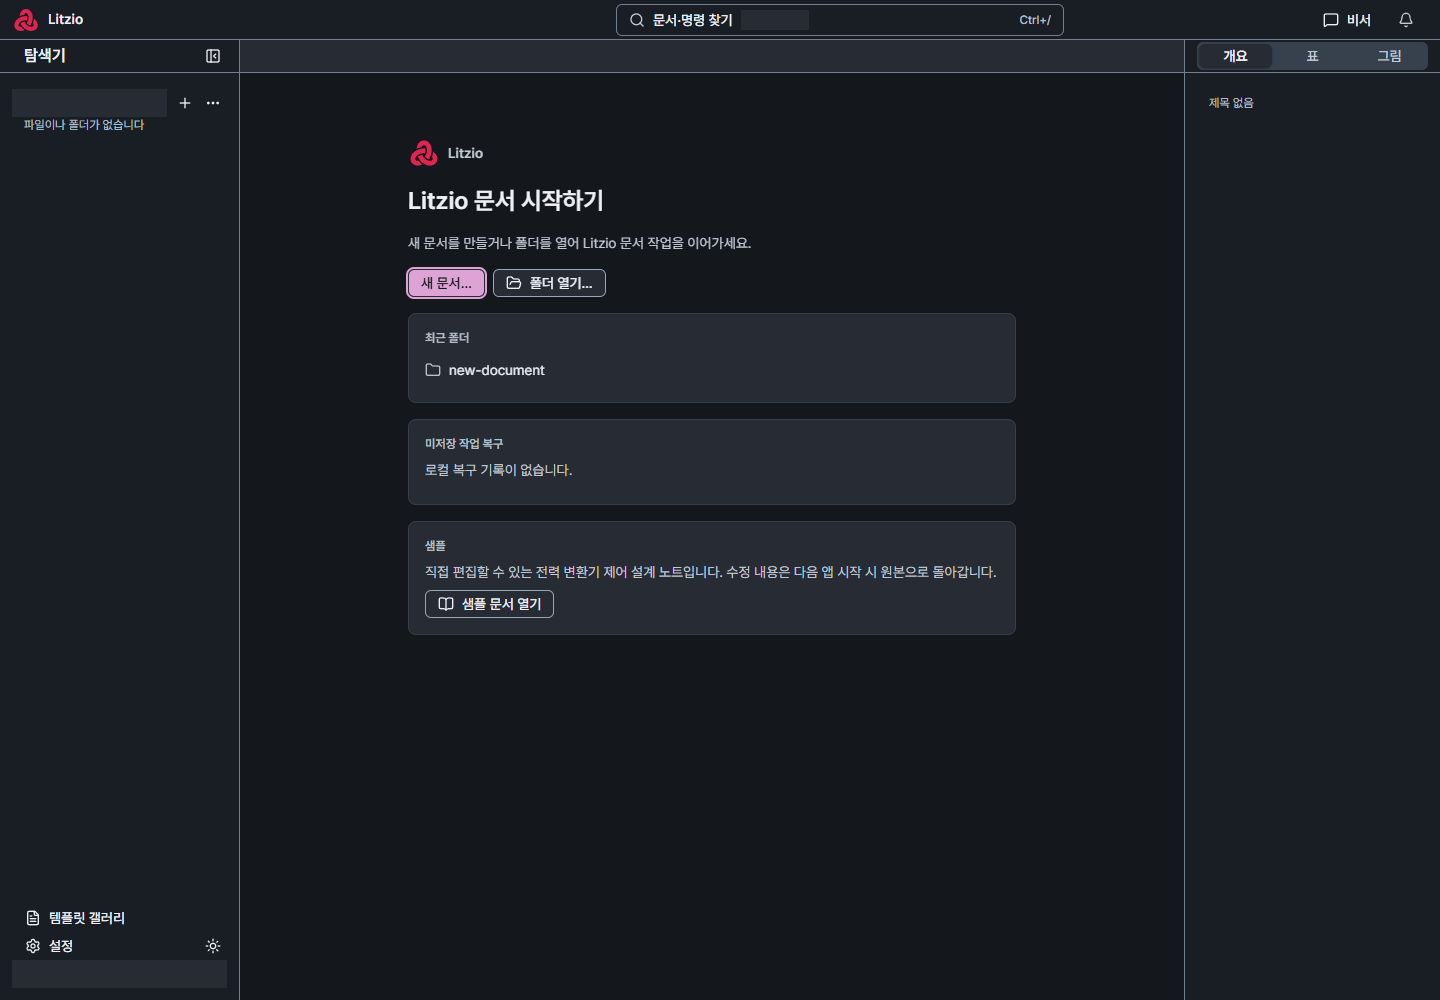 Litzio
문서·명령 찾기
Ctrl+/
비서
탐색기
개요
표
그림
파일이나 폴더가 없습니다
제목 없음
Litzio
Litzio 문서 시작하기
새 문서를 만들거나 폴더를 열어 Litzio 문서 작업을 이어가세요.
새 문서...
폴더 열기...
최근 폴더
new-document
미저장 작업 복구
로컬 복구 기록이 없습니다.
샘플
직접 편집할 수 있는 전력 변환기 제어 설계 노트입니다. 수정 내용은 다음 앱 시작 시 원본으로 돌아갑니다.
샘플 문서 열기
템플릿 갤러리
설정